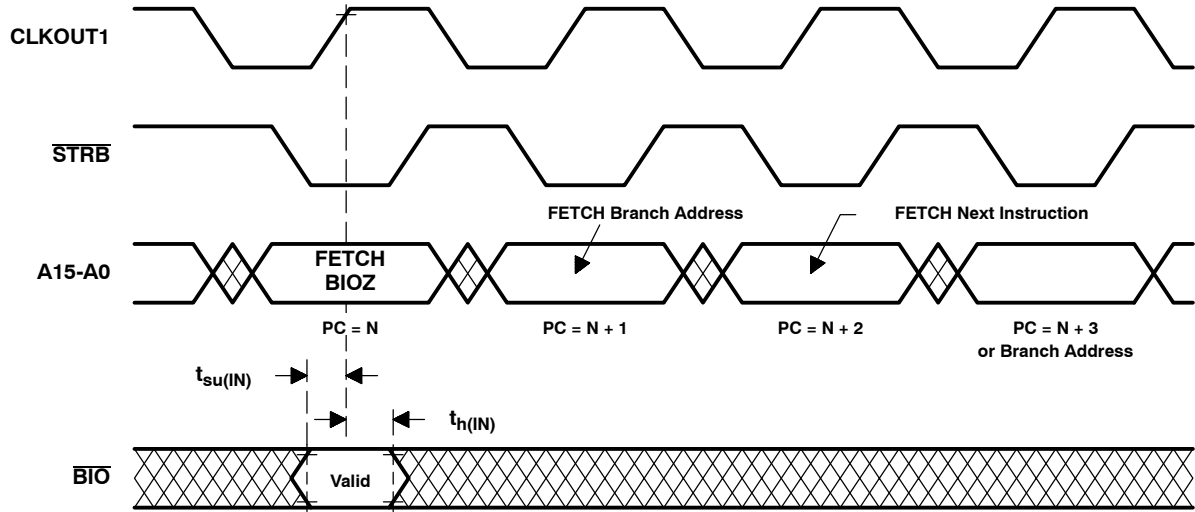 CLKOUT1
STRB
FETCH Branch Address
FETCH Next Instruction
A15-A0
FETCH
BIOZ
PC = N
PC = N + 1
PC = N + 2
PC = N + 3
or Branch Address
tsu(IN)
th(IN)
BIO
Valid